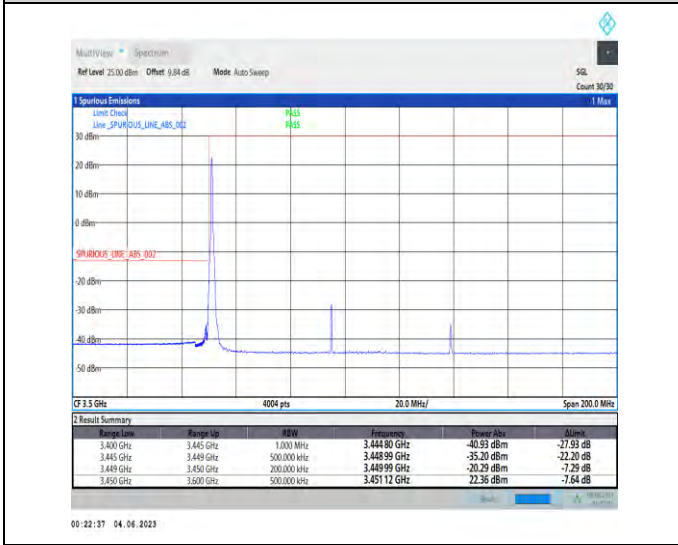 MultiView Spectrum
Ref Level 25.00 dBm Offset 9.84 dB Mode Auto Sweep SGL
Count 30/30
1 Spurious Emissions 1 Max
Limit Check PASS
Line _SPURIOUS_LINE_ABS_002 PASS
30 dBm
20 dBm
10 dBm
0 dBm
_SPURIOUS_LINE_ABS_002
-20 dBm
-30 dBm
-40 dBm
-50 dBm
CF 3.5 GHz 4004 pts 20.0 MHz/ Span 200.0 MHz
2 Result Summary
Range Low Range Up RBW Frequency Power Abs ΔLimit
3.400 GHz 3.445 GHz 1.000 MHz 3.444 80 GHz -40.93 dBm -27.93 dB
3.445 GHz 3.449 GHz 500.000 kHz 3.448 99 GHz -35.20 dBm -22.20 dB
3.449 GHz 3.450 GHz 200.000 kHz 3.449 99 GHz -20.29 dBm -7.29 dB
3.450 GHz 3.600 GHz 500.000 kHz 3.451 12 GHz 22.36 dBm -7.64 dB
00:22:37 04.06.2023